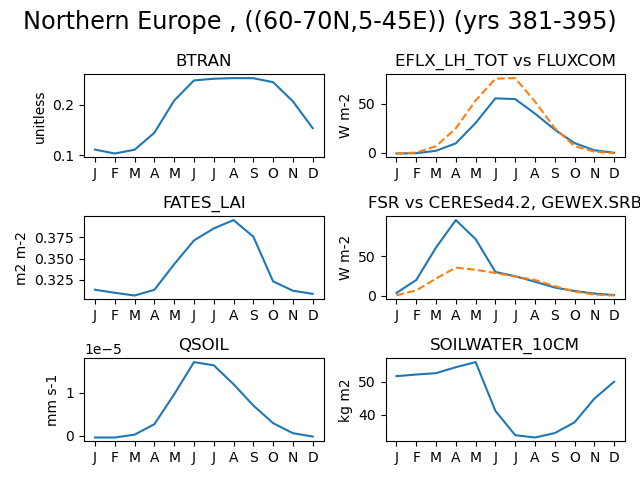 Northern Europe , ((60-70N,5-45E)) (yrs 381-395)
BTRAN
unitless
0.2
0.1
J F M A M J J A S O N D
EFLX_LH_TOT vs FLUXCOM
W m-2
50
0
J F M A M J J A S O N D
FATES_LAI
m2 m-2
0.375
0.350
0.325
J F M A M J J A S O N D
FSR vs CERESed4.2, GEWEX.SRB
W m-2
50
0
J F M A M J J A S O N D
QSOIL
1e−5
mm s-1
1
0
J F M A M J J A S O N D
SOILWATER_10CM
kg m2
50
40
J F M A M J J A S O N D